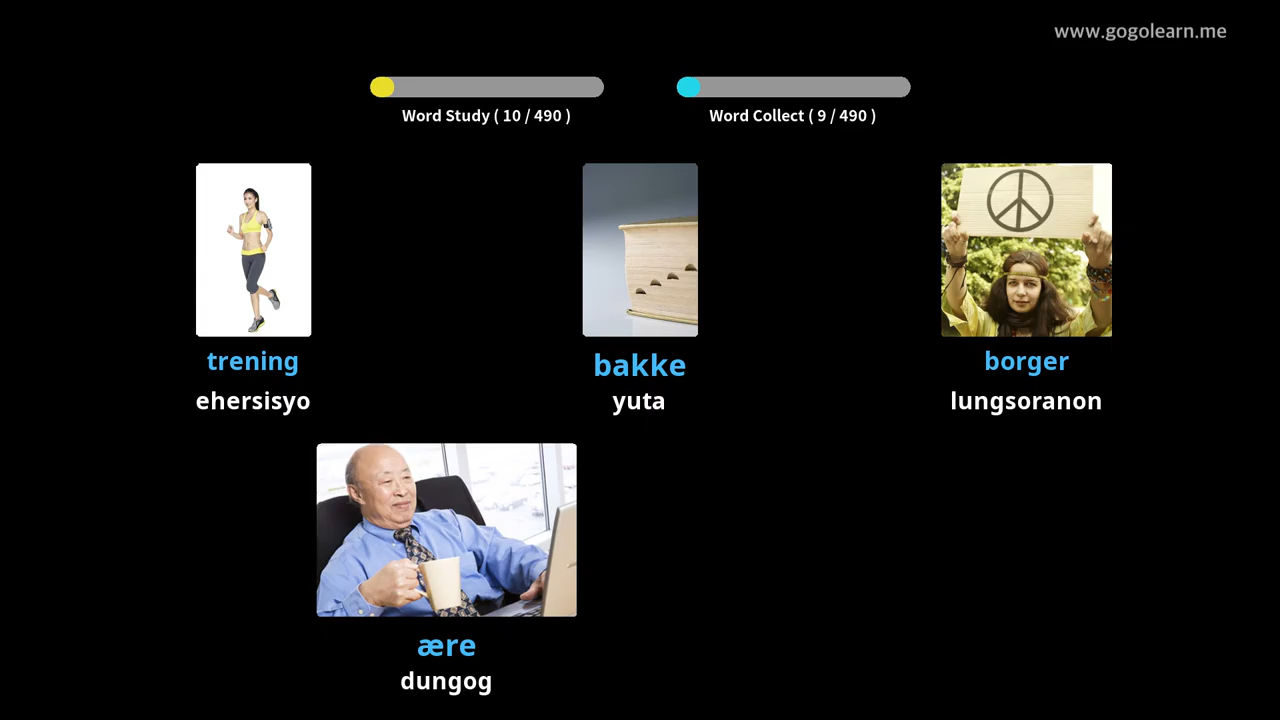 www.gogolearn.me
Word Study ( 10 / 490 )
Word Collect ( 9 / 490 )
trening
ehersisyo
bakke
yuta
borger
lungsoranon
ære
dungog